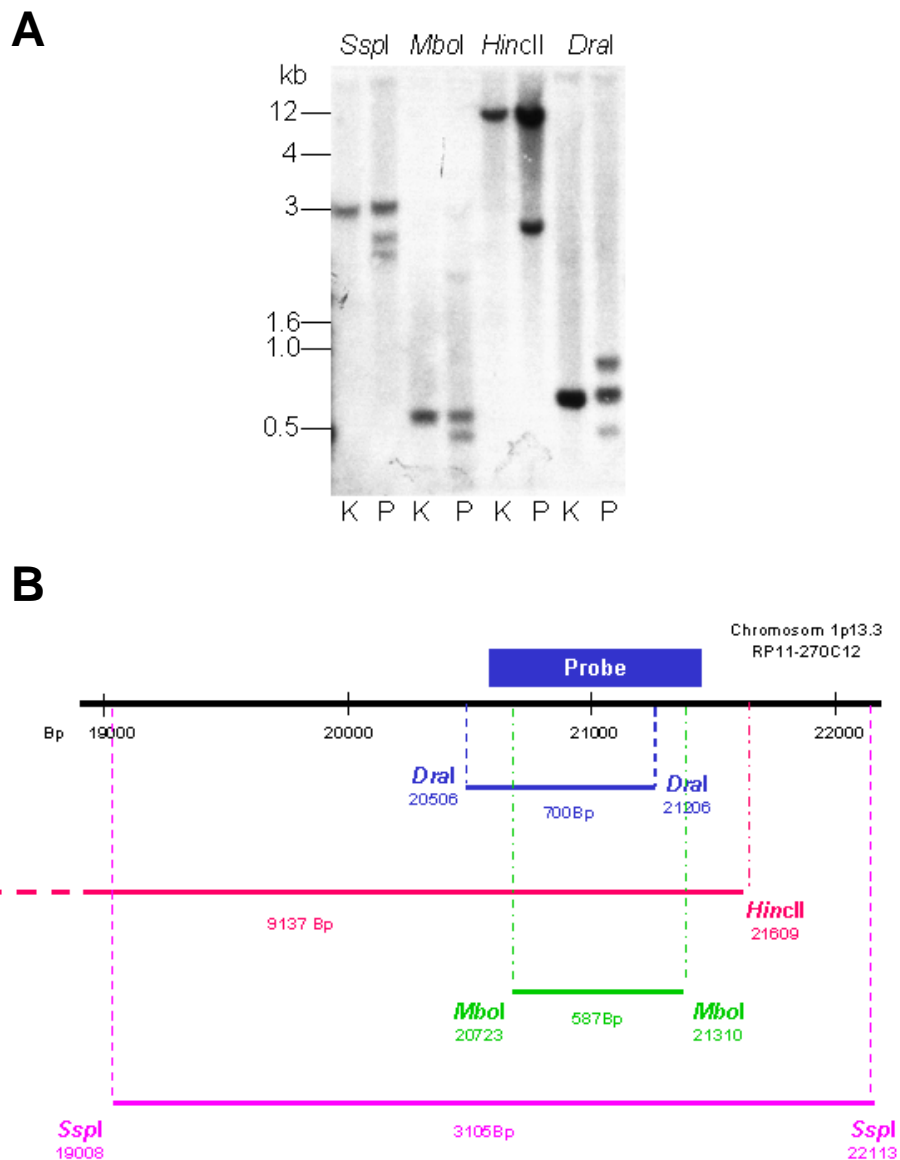 A
SspI MboI HincII DraI
kb
12
4
3
1.6
1.0
0.5
K P K P K P K P
B
Chromosom 1p13.3
RP11-270C12
Probe
Bp 19000 20000 21000 22000
DraI
20506
700Bp
DraI
21206
9137 Bp
HincII
21609
MboI
20723
587Bp
MboI
21310
SspI
19008
3105Bp
SspI
22113